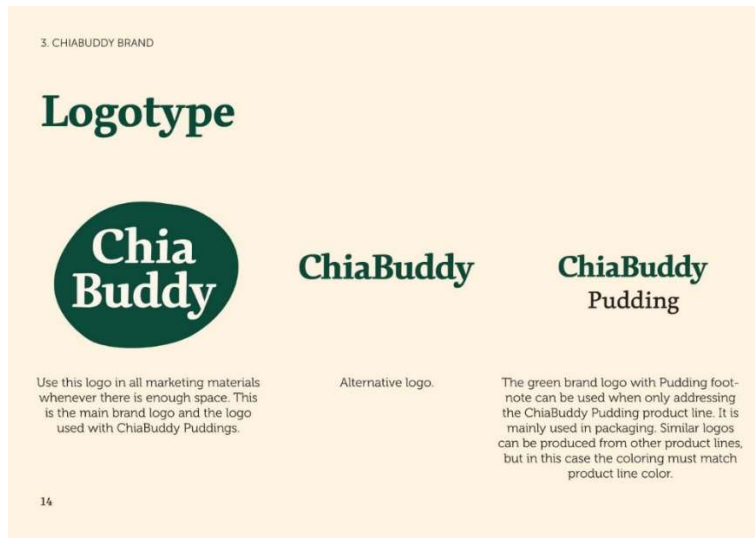 3. CHIABUDDY BRAND
Logotype
Chia
Buddy
ChiaBuddy
ChiaBuddy
Pudding
Use this logo in all marketing materials
whenever there is enough space. This
is the main brand logo and the logo
used with ChiaBuddy Puddings.
Alternative logo.
The green brand logo with Pudding foot-
note can be used when only addressing
the ChiaBuddy Pudding product line. It is
mainly used in packaging. Similar logos
can be produced from other product lines,
but in this case the coloring must match
product line color.
14